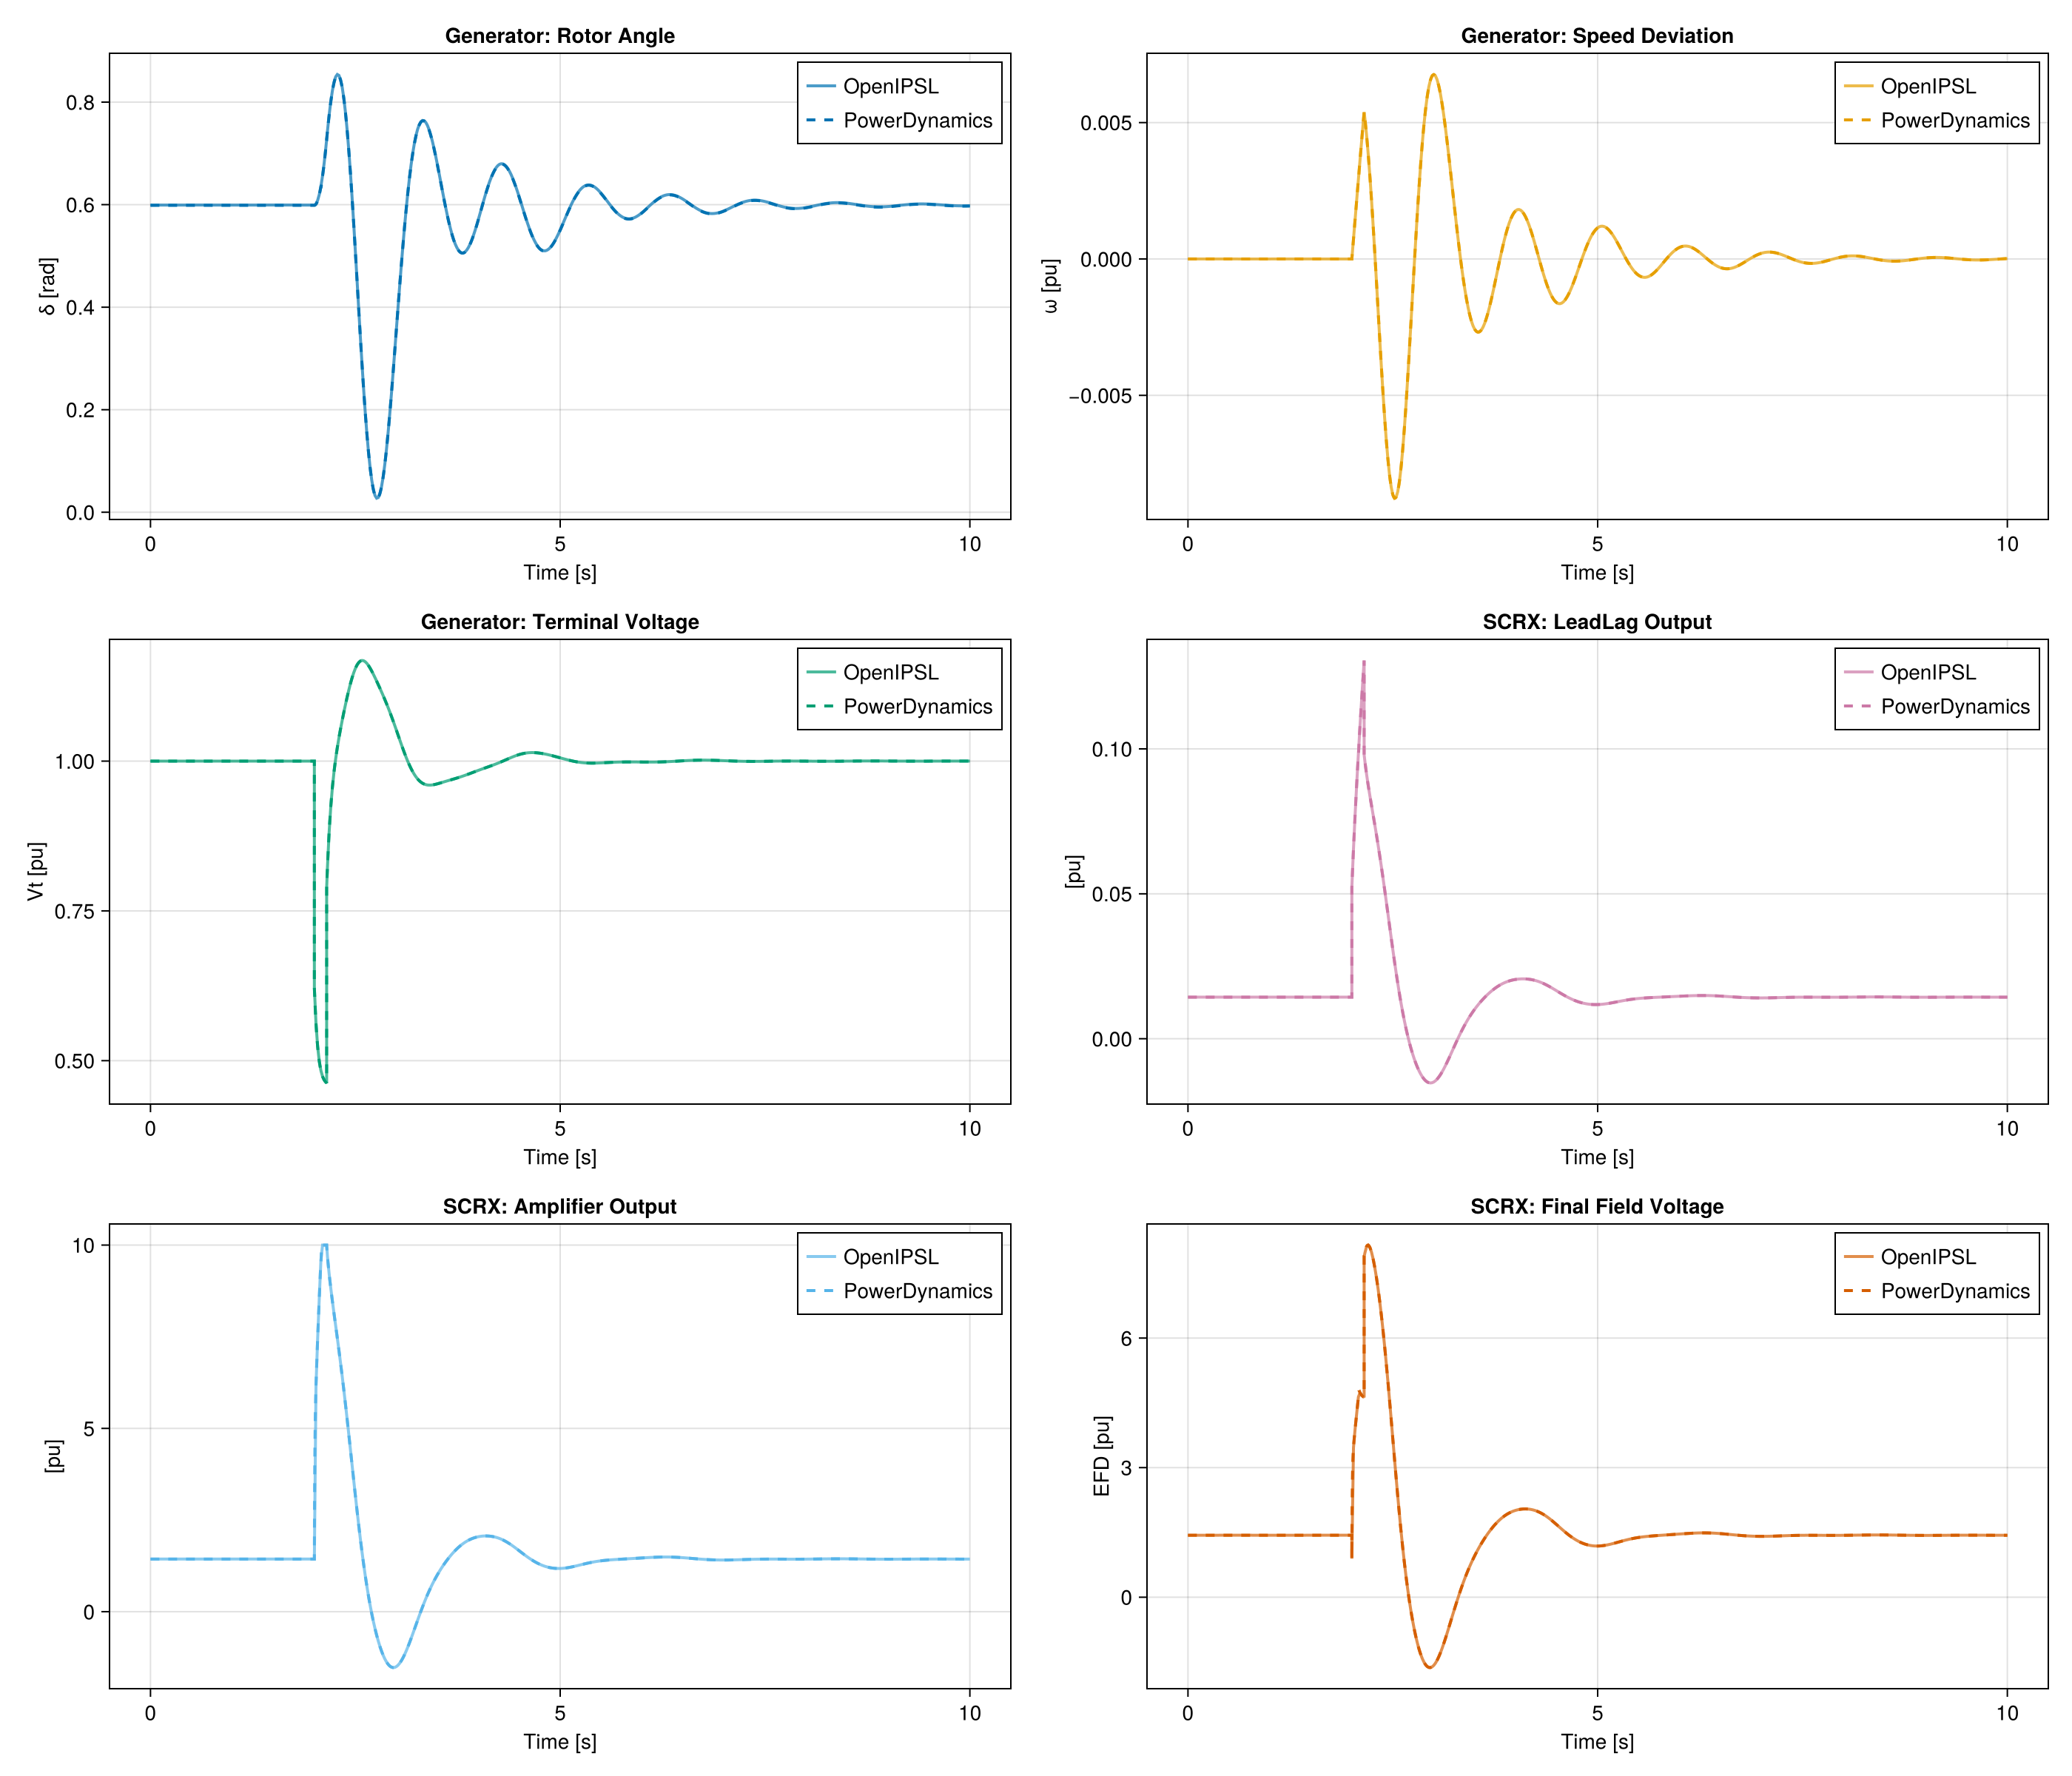 Generator: Rotor Angle
δ [rad]
0.8
0.6
0.4
0.2
0.0
0
5
10
Time [s]
OpenIPSL
PowerDynamics
Generator: Speed Deviation
ω [pu]
0.005
0.000
−0.005
0
5
10
Time [s]
OpenIPSL
PowerDynamics
Generator: Terminal Voltage
Vt [pu]
1.00
0.75
0.50
0
5
10
Time [s]
OpenIPSL
PowerDynamics
SCRX: LeadLag Output
[pu]
0.10
0.05
0.00
0
5
10
Time [s]
OpenIPSL
PowerDynamics
SCRX: Amplifier Output
[pu]
10
5
0
0
5
10
Time [s]
OpenIPSL
PowerDynamics
SCRX: Final Field Voltage
EFD [pu]
6
3
0
0
5
10
Time [s]
OpenIPSL
PowerDynamics